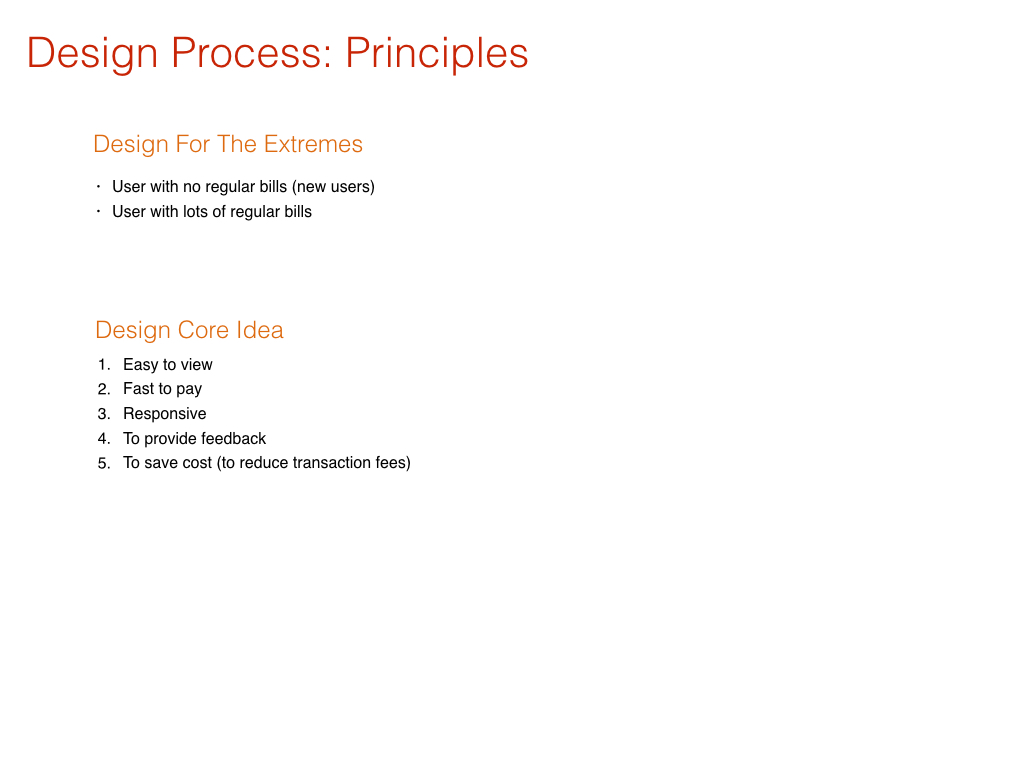 Design Process: Principles
Design For The Extremes
· User with no regular bills (new users)
· User with lots of regular bills
Design Core Idea
1. Easy to view
2. Fast to pay
3. Responsive
4. To provide feedback
5. To save cost (to reduce transaction fees)